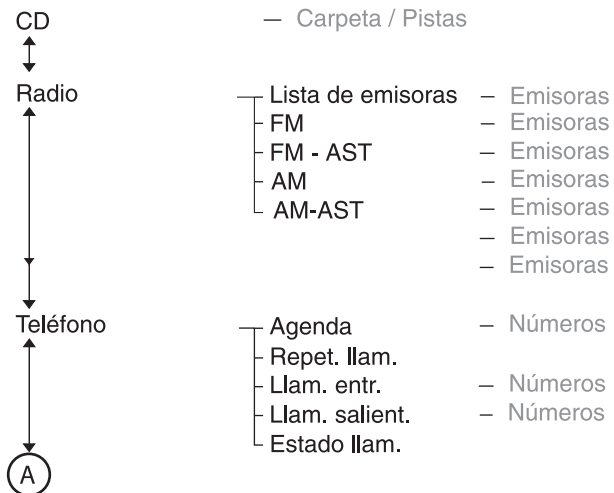 CD – Carpeta / Pistas
Radio Lista de emisoras – Emisoras
FM – Emisoras
FM - AST – Emisoras
AM – Emisoras
AM-AST – Emisoras
– Emisoras
– Emisoras
Teléfono Agenda – Números
Repet. llam.
Llam. entr. – Números
Llam. salient. – Números
Estado llam.
A